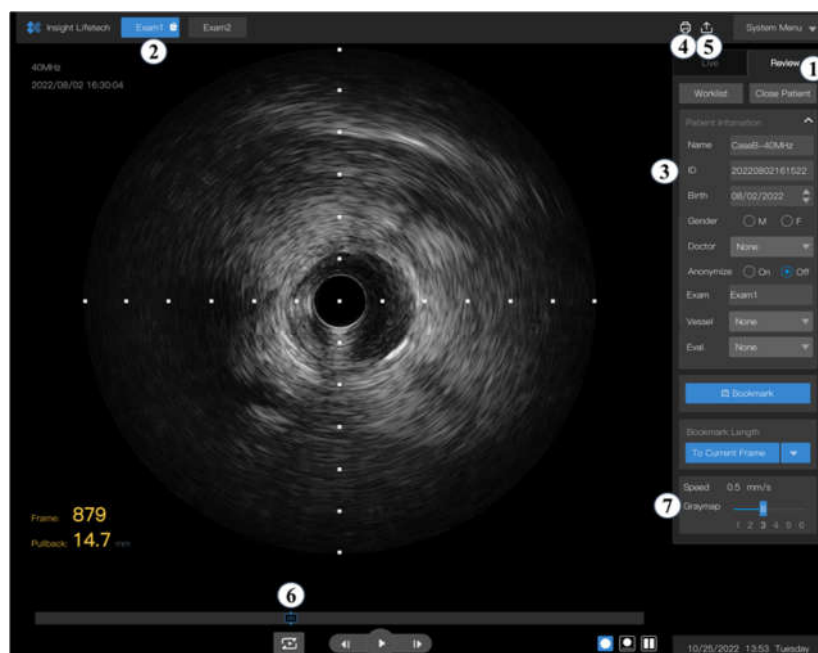 Insight Lifetech Exam1 Exam2 System Menu
2
4 5
40MHz
2022/08/02 16:30:04
Live Review 1
Worklist Close Patient
Patient Information
Name CaseB-40MHz
3 ID 20220802161522
Birth 08/02/2022
Gender M F
Doctor None
Anonymize On Off
Exam Exam1
Vessel None
Eval None
Bookmark
Bookmark Length
To Current Frame
Speed 0.5 mm/s
7 Graymap
1 2 3 4 5 6
Frame: 879
Pullback: 14.7 mm
6
10/25/2022 13:53 Tuesday